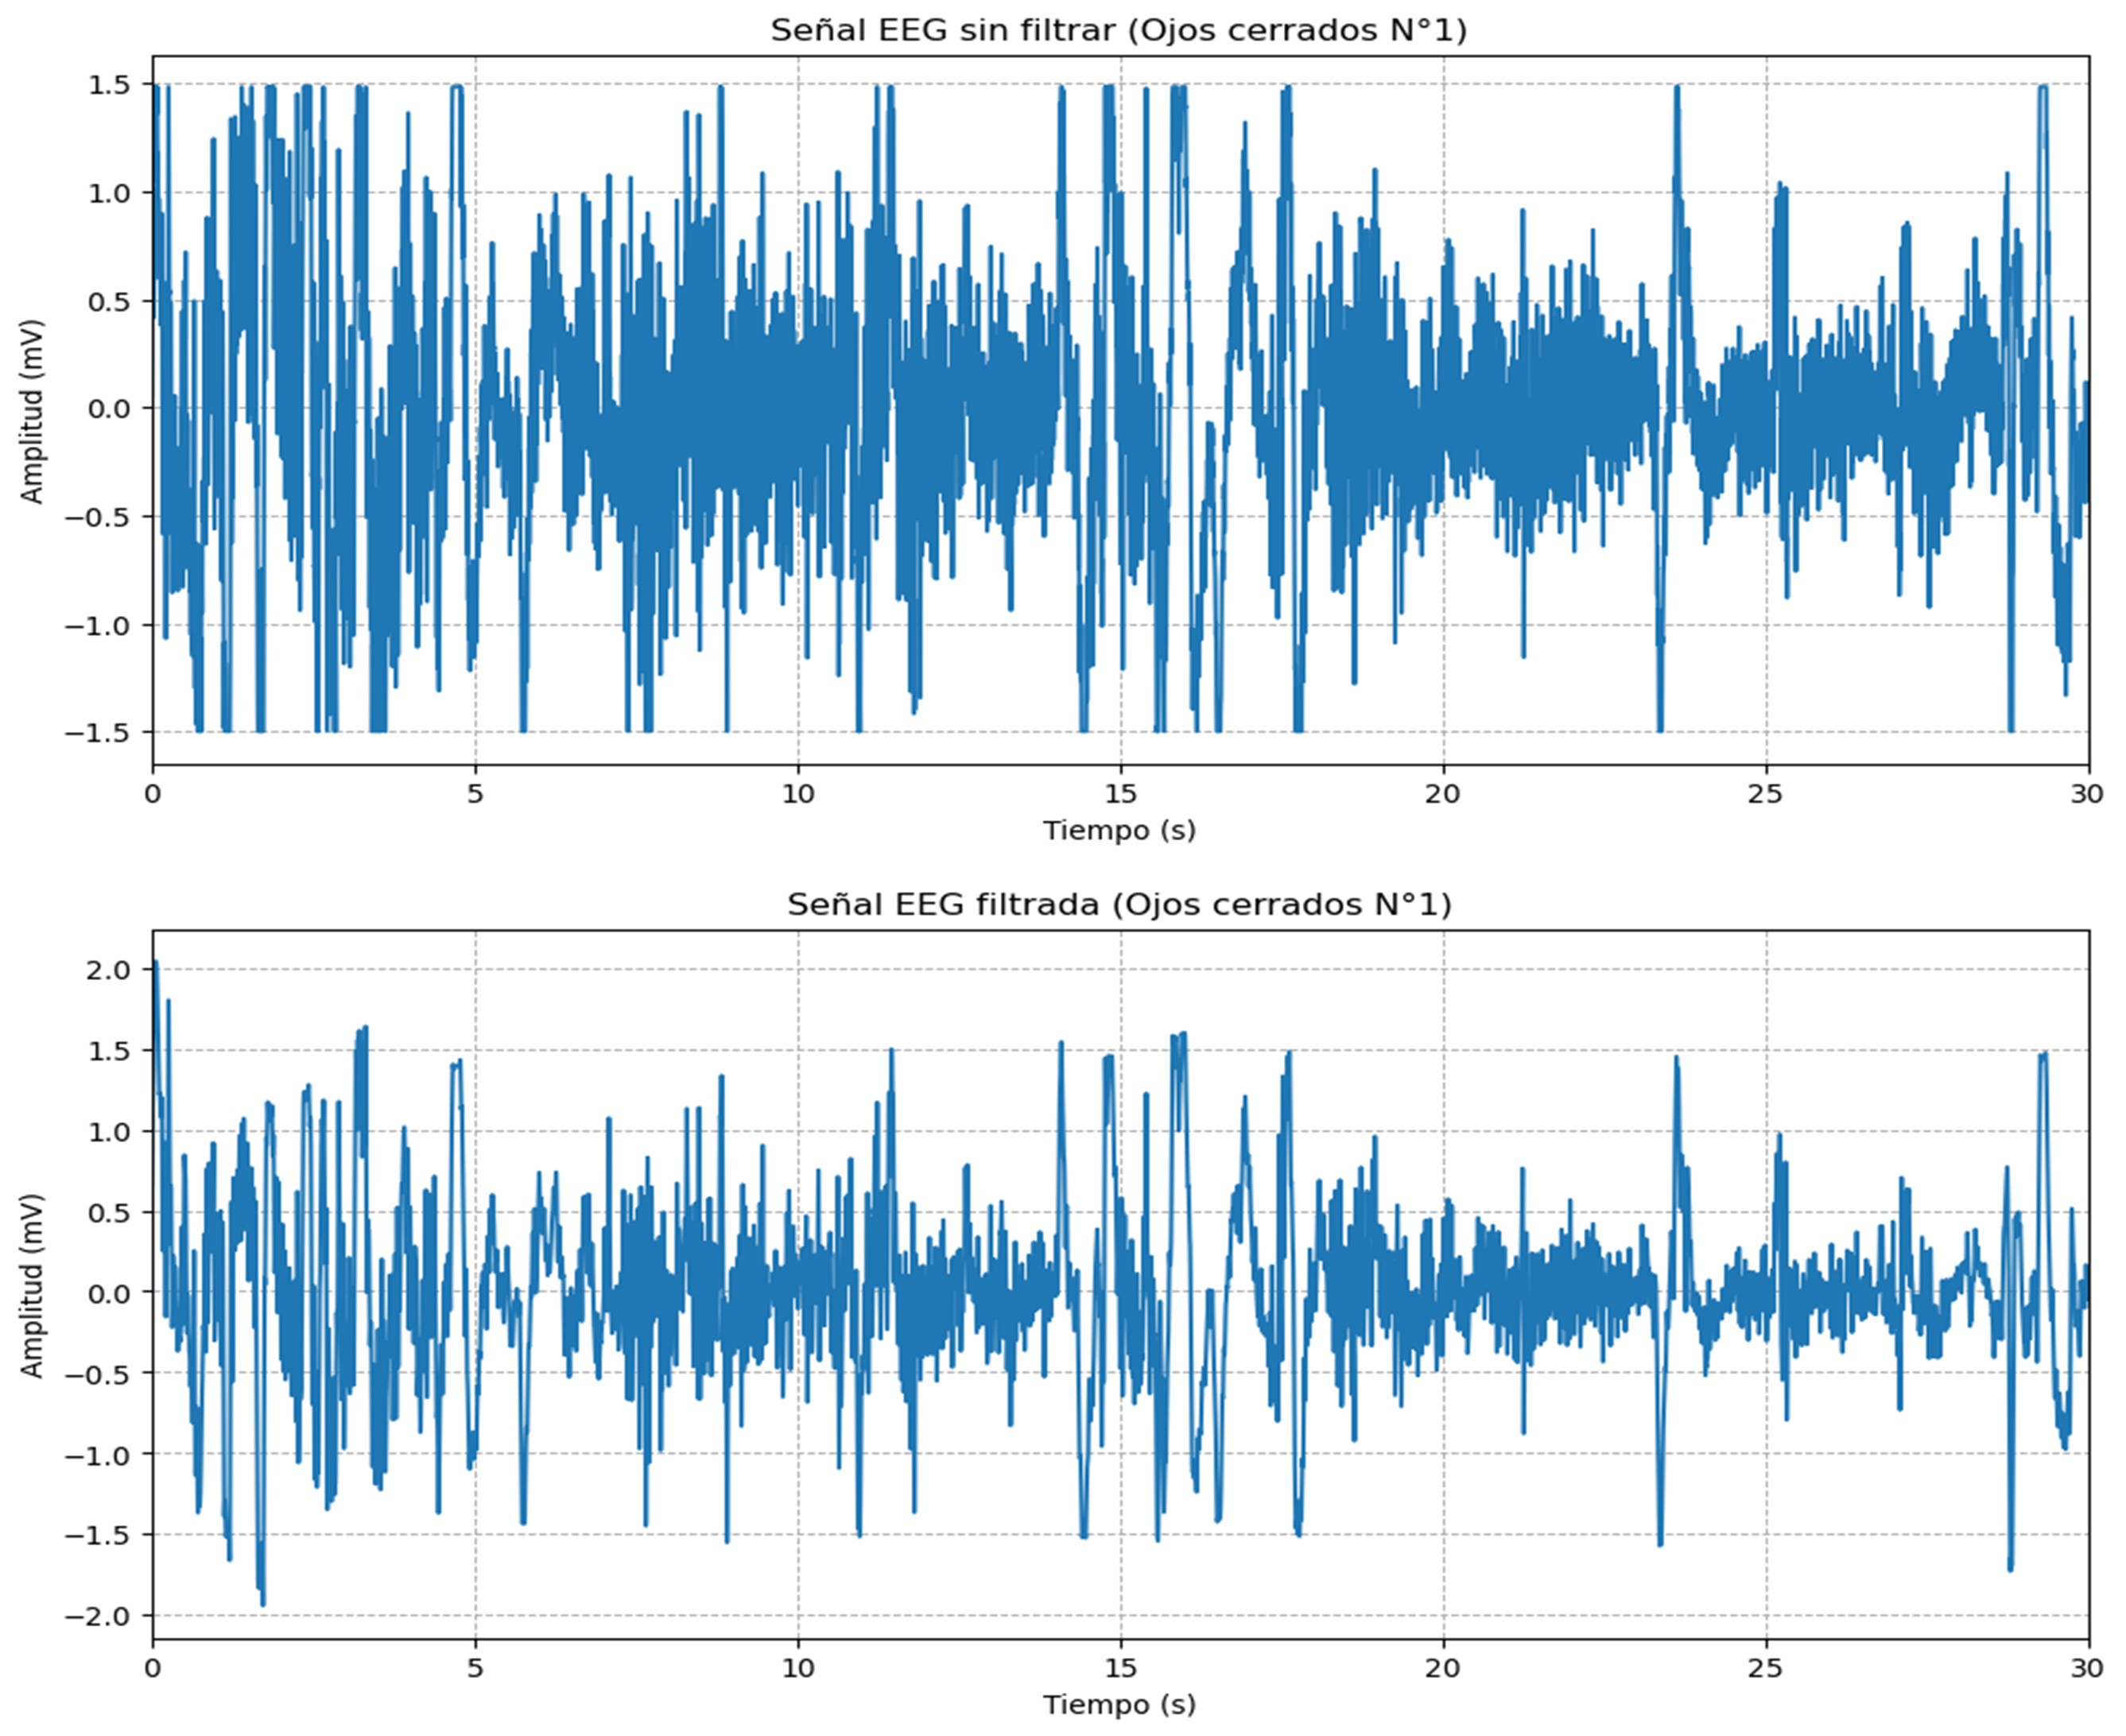 Señal EEG sin filtrar (Ojos cerrados N°1)
Amplitud (mV)
1.5
1.0
0.5
0.0
−0.5
−1.0
−1.5
0 5 10 15 20 25 30
Tiempo (s)
Señal EEG filtrada (Ojos cerrados N°1)
Amplitud (mV)
2.0
1.5
1.0
0.5
0.0
−0.5
−1.0
−1.5
−2.0
0 5 10 15 20 25 30
Tiempo (s)